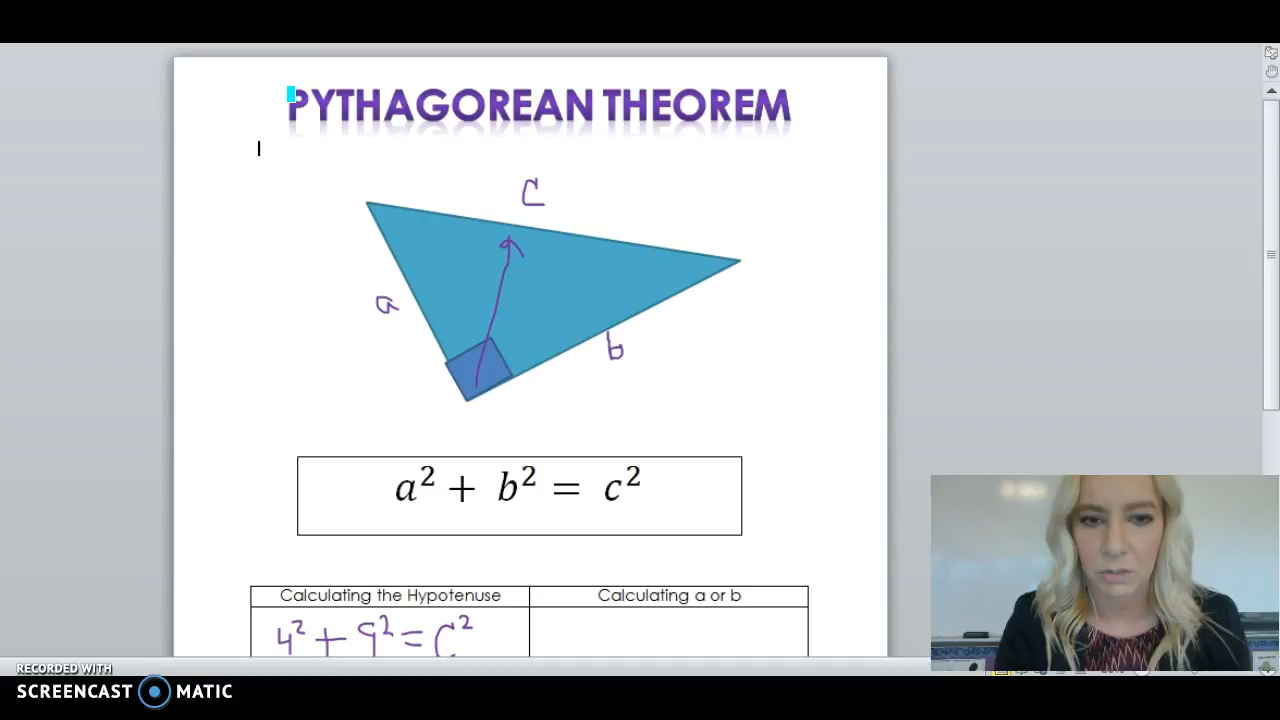 PYTHAGOREAN THEOREM
C
a
b
a² + b² = c²
Calculating the Hypotenuse
Calculating a or b
4² + 9² = C²
RECORDED WITH
SCREENCAST MATIC